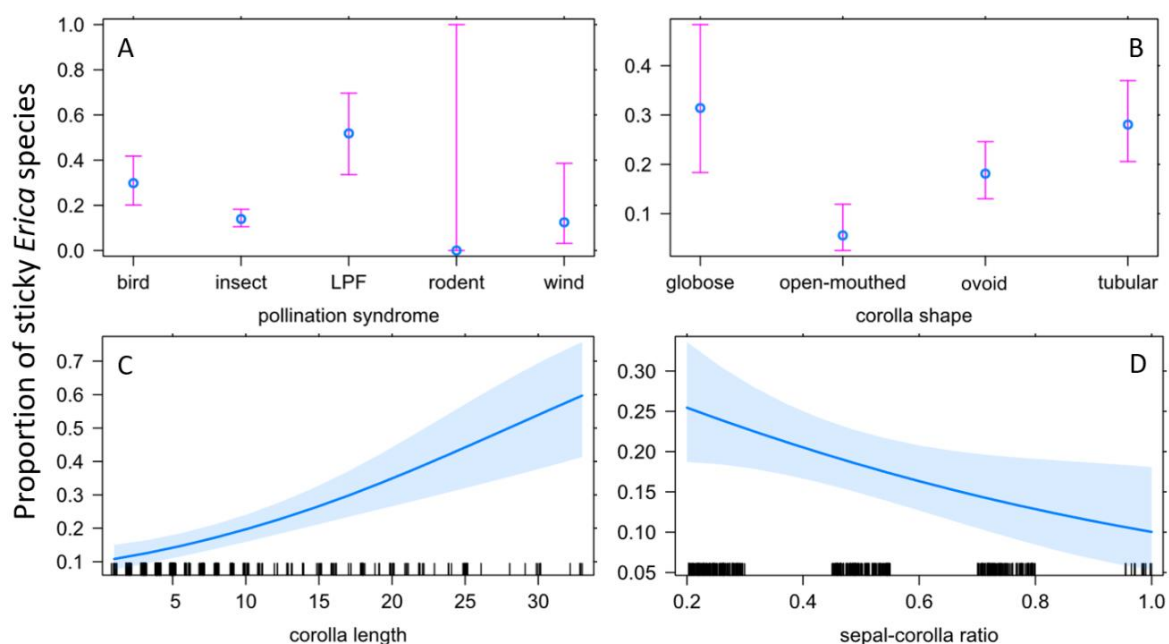 Proportion of sticky Erica species
A
1.0
0.8
0.6
0.4
0.2
0.0
bird insect LPF rodent wind
pollination syndrome
B
0.4
0.3
0.2
0.1
globose open-mouthed ovoid tubular
corolla shape
C
0.7
0.6
0.5
0.4
0.3
0.2
0.1
5 10 15 20 25 30
corolla length
D
0.30
0.25
0.20
0.15
0.10
0.05
0.2 0.4 0.6 0.8 1.0
sepal-corolla ratio